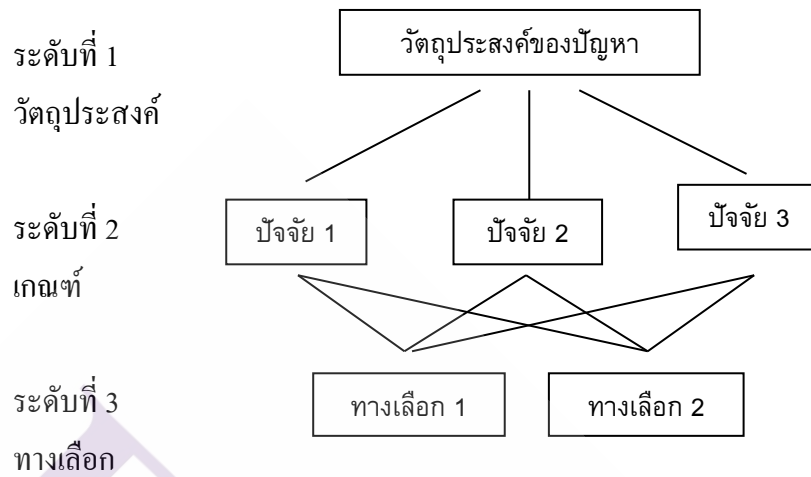 ระดับที่ 1
วัตถุประสงค์
วัตถุประสงค์ของปัญหา
ระดับที่ 2
เกณฑ์
ปัจจัย 1
ปัจจัย 2
ปัจจัย 3
ระดับที่ 3
ทางเลือก
ทางเลือก 1
ทางเลือก 2